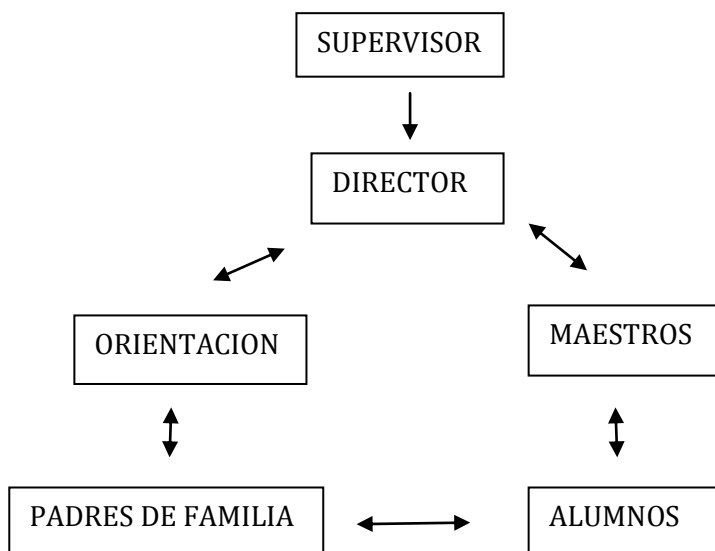 SUPERVISOR
DIRECTOR
ORIENTACION
MAESTROS
PADRES DE FAMILIA
ALUMNOS